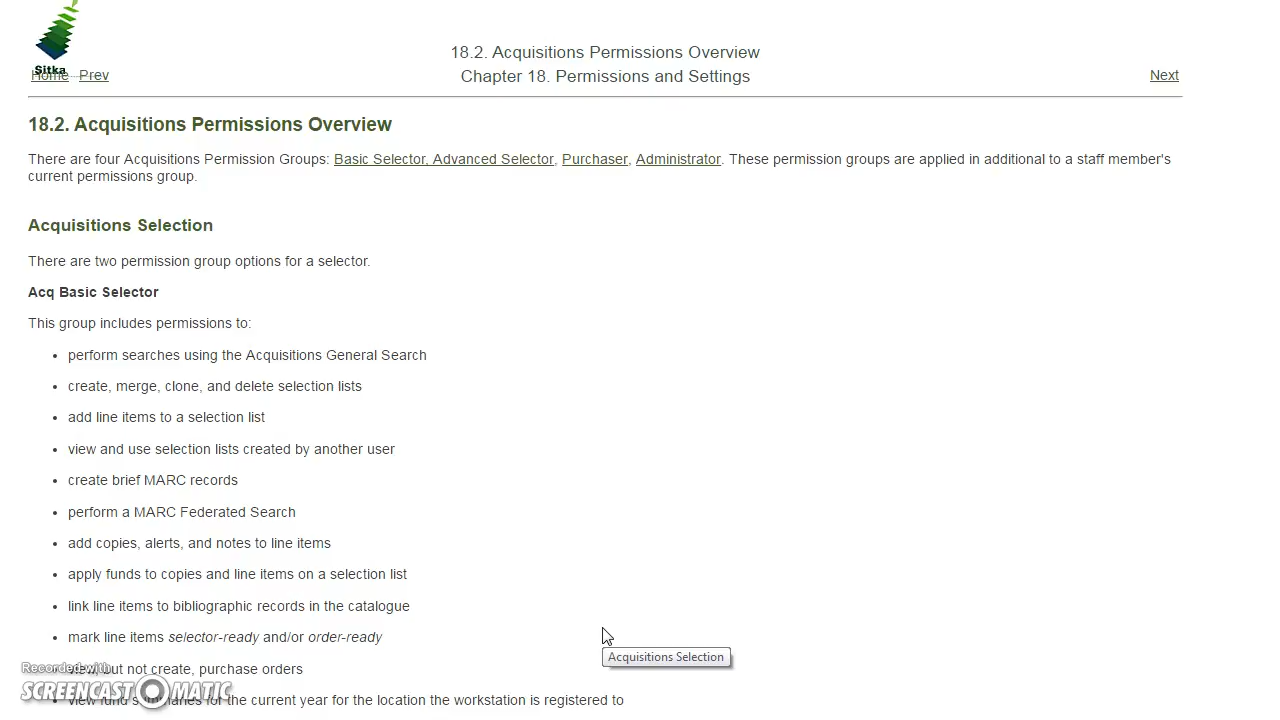 Sitka
18.2. Acquisitions Permissions Overview
Home Prev
Chapter 18. Permissions and Settings
Next
18.2. Acquisitions Permissions Overview
There are four Acquisitions Permission Groups: Basic Selector, Advanced Selector, Purchaser, Administrator. These permission groups are applied in additional to a staff member's
current permissions group.
Acquisitions Selection
There are two permission group options for a selector.
Acq Basic Selector
This group includes permissions to:
• perform searches using the Acquisitions General Search
• create, merge, clone, and delete selection lists
• add line items to a selection list
• view and use selection lists created by another user
• create brief MARC records
• perform a MARC Federated Search
• add copies, alerts, and notes to line items
• apply funds to copies and line items on a selection list
• link line items to bibliographic records in the catalogue
• mark line items selector-ready and/or order-ready
Acquisitions Selection
• view, but not create, purchase orders
• view fund summaries for the current year for the location the workstation is registered to
Recorded with
SCREENCAST MATIC